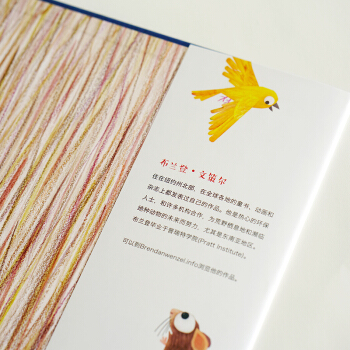 布兰登·文策尔
住在纽约州北部，在全球各地的童书、动画和
杂志上都发表过自己的作品。他是热心的环保
人士，和许多机构合作，为荒野栖息地和濒临
绝种动物的未来而努力，尤其是东南亚地区。
布兰登毕业于普瑞特学院(Pratt Institute)。
可以到Brendanwenzel.info浏览他的作品。